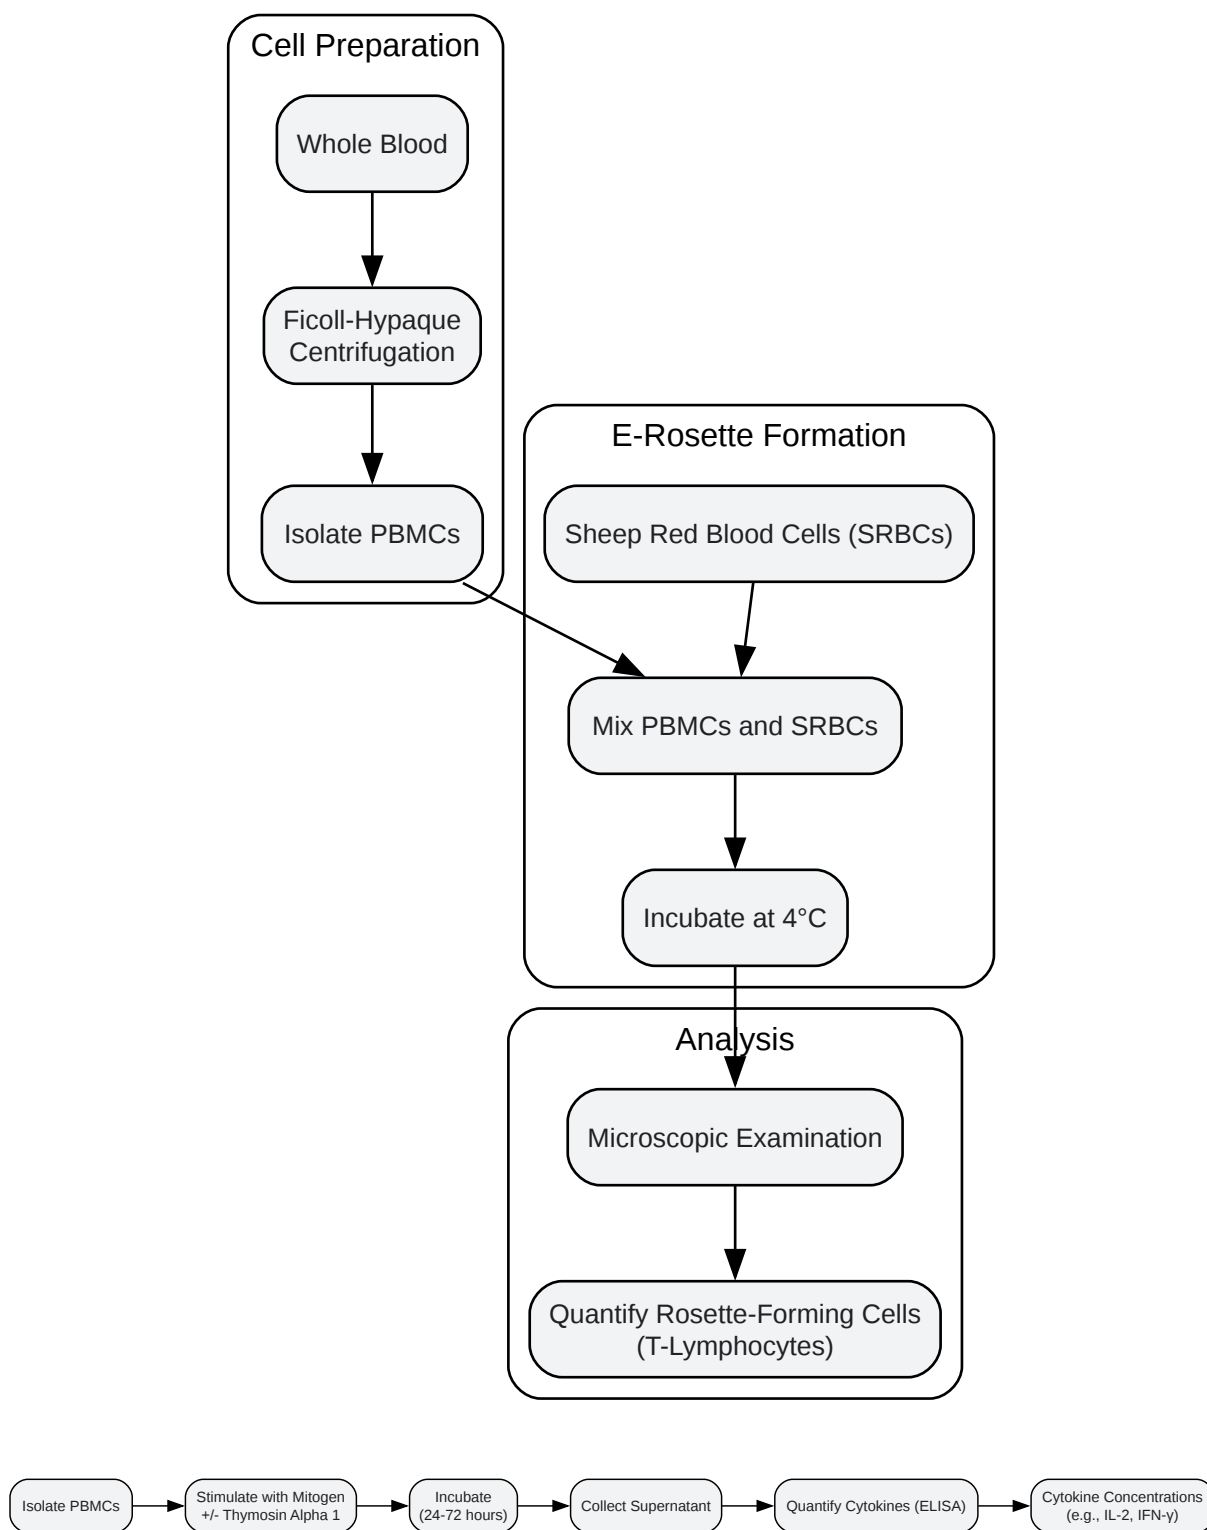 Cell Preparation
Whole Blood
Ficoll-Hypaque
Centrifugation
Isolate PBMCs
E-Rosette Formation
Sheep Red Blood Cells (SRBCs)
Mix PBMCs and SRBCs
Incubate at 4°C
Analysis
Microscopic Examination
Quantify Rosette-Forming Cells
(T-Lymphocytes)
Isolate PBMCs
Stimulate with Mitogen
+/- Thymosin Alpha 1
Incubate
(24-72 hours)
Collect Supernatant
Quantify Cytokines (ELISA)
Cytokine Concentrations
(e.g., IL-2, IFN-γ)